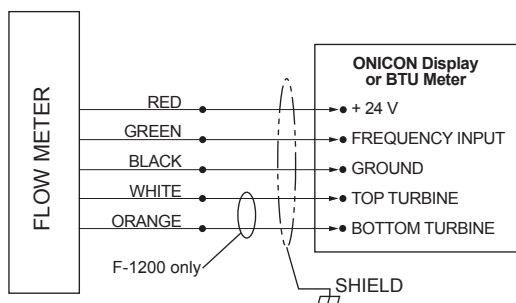 FLOW METER
ONICON Display
or BTU Meter
RED
+ 24 V
GREEN
FREQUENCY INPUT
BLACK
GROUND
WHITE
TOP TURBINE
ORANGE
BOTTOM TURBINE
F-1200 only
SHIELD